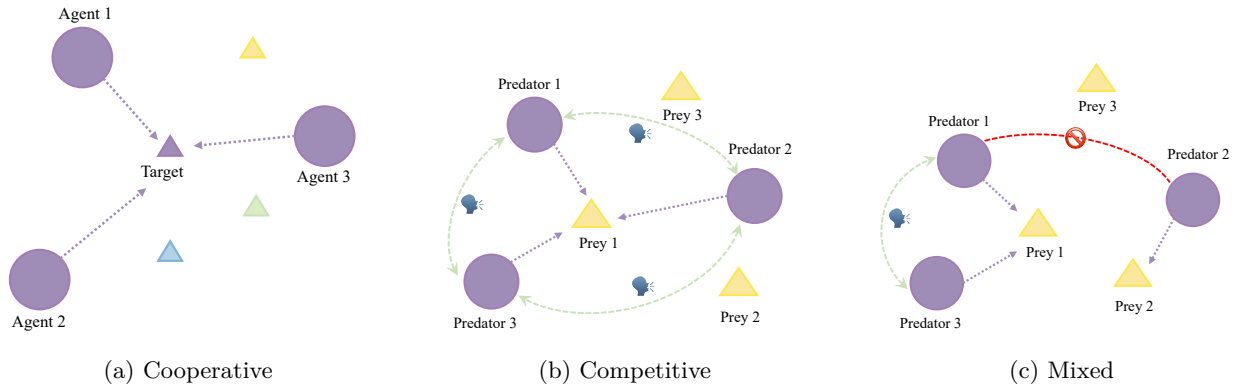 Agent 1
Target
Agent 3
Agent 2
(a) Cooperative
Predator 1
Prey 3
Predator 2
Prey 1
Predator 3
Prey 2
(b) Competitive
Prey 3
Predator 1
Predator 2
Prey 1
Prey 2
Predator 3
(c) Mixed